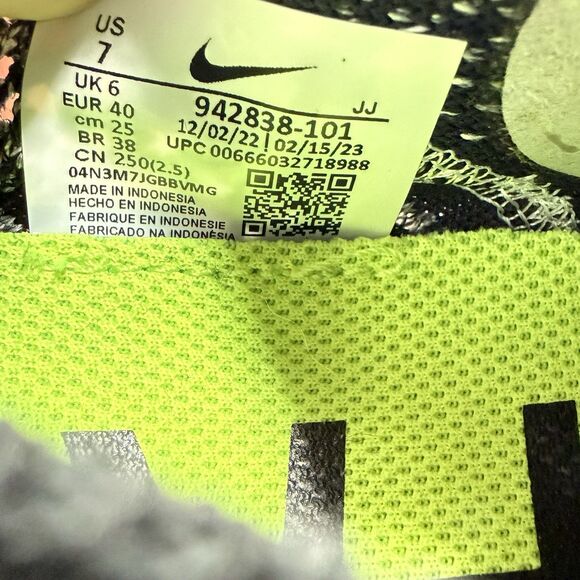 US
7
UK 6
EUR 40
cm 25
BR 38
CN 250(2.5)
04N3M7JGBBVMG
JJ
942838-101
12/02/22 | 02/15/23
UPC 00666032718988
MADE IN INDONESIA
HECHO EN INDONESIA
FABRIQUE EN INDONESIE
FABRICADO NA INDONÉSIA